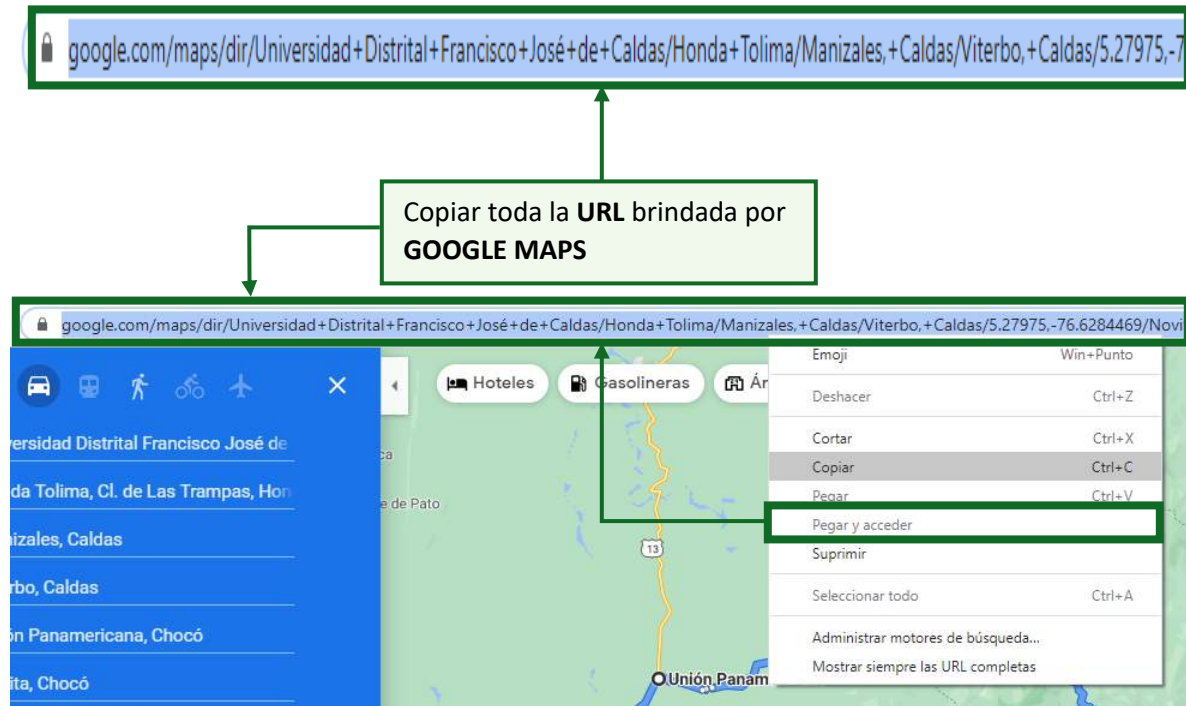 google.com/maps/dir/Universidad+Distrital+Francisco+José+de+Caldas/Honda+Tolima/Manizales,+Caldas/Viterbo,+Caldas/5.27975,-7
Copiar toda la URL brindada por
GOOGLE MAPS
google.com/maps/dir/Universidad+Distrital+Francisco+José+de+Caldas/Honda+Tolima/Manizales,+Caldas/Viterbo,+Caldas/5.27975,-76.6284469/Novi
Hoteles
Gasolineras
Ár
ersidad Distrital Francisco José de
da Tolima, Cl. de Las Trampas, Hon
nizales, Caldas
rbo, Caldas
ón Panamericana, Chocó
ita, Chocó
ca
e de Pato
13
Unión Panam
Emoji Win+Punto
Deshacer Ctrl+Z
Cortar Ctrl+X
Copiar Ctrl+C
Pegar Ctrl+V
Pegar y acceder
Suprimir
Seleccionar todo Ctrl+A
Administrar motores de búsqueda...
Mostrar siempre las URL completas